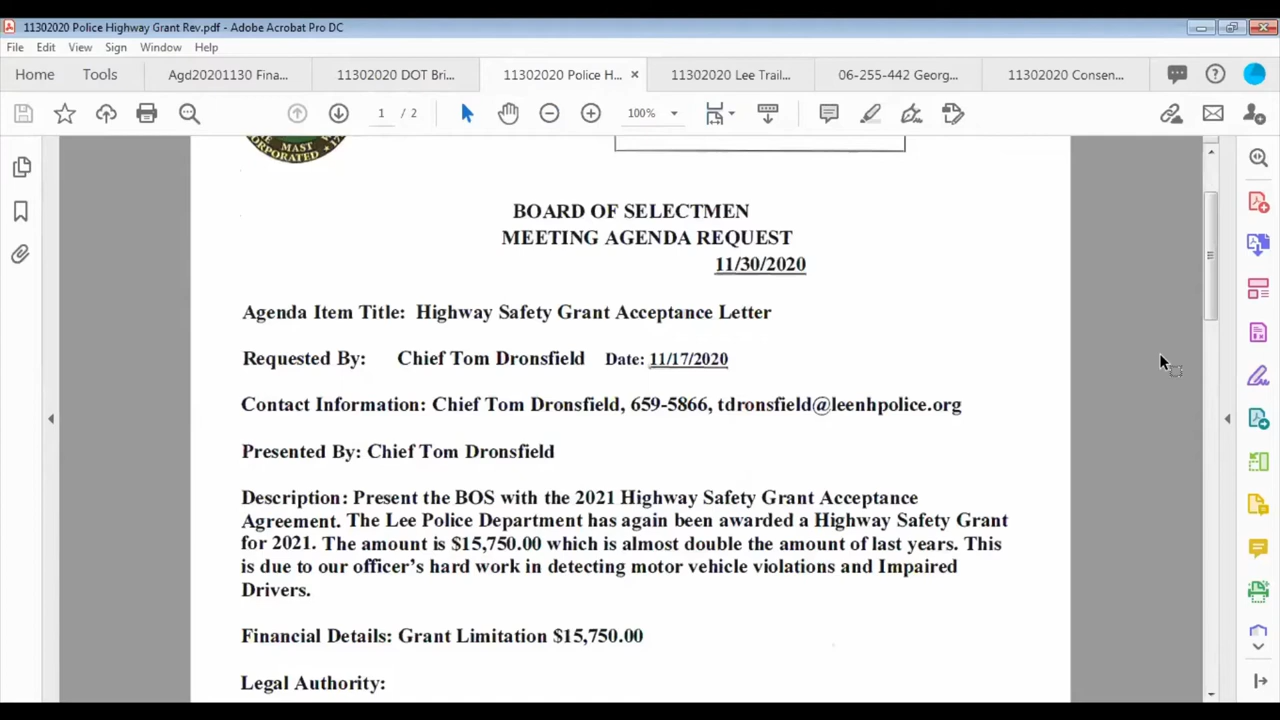 11302020 Police Highway Grant Rev.pdf - Adobe Acrobat Pro DC
File Edit View Sign Window Help
Home Tools Agd20201130 Fina... 11302020 DOT Bri... 11302020 Police H... 11302020 Lee Trail... 06-255-442 Georg... 11302020 Consen...
1 / 2 100%
MAST
ORPORATED
BOARD OF SELECTMEN
MEETING AGENDA REQUEST
11/30/2020
Agenda Item Title: Highway Safety Grant Acceptance Letter
Requested By: Chief Tom Dronsfield Date: 11/17/2020
Contact Information: Chief Tom Dronsfield, 659-5866, tdronsfield@leenhpolice.org
Presented By: Chief Tom Dronsfield
Description: Present the BOS with the 2021 Highway Safety Grant Acceptance
Agreement. The Lee Police Department has again been awarded a Highway Safety Grant
for 2021. The amount is $15,750.00 which is almost double the amount of last years. This
is due to our officer's hard work in detecting motor vehicle violations and Impaired
Drivers.
Financial Details: Grant Limitation $15,750.00
Legal Authority: